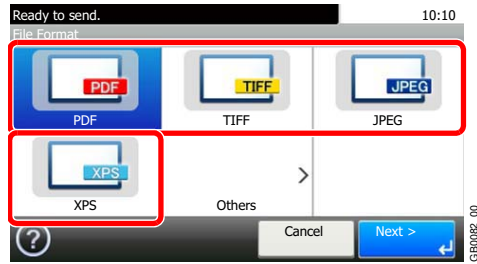 Ready to send. 10:10
File Format
PDF TIFF JPEG
PDF TIFF JPEG
XPS
XPS Others >
? Cancel Next >
GB0082_00